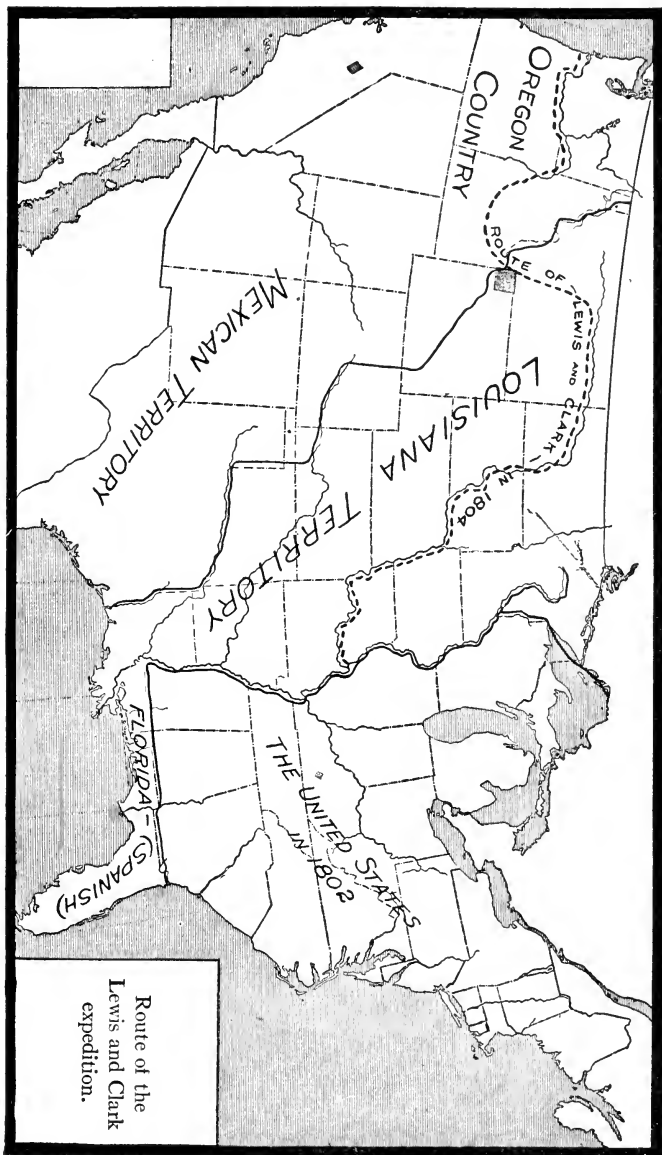 OREGON
COUNTRY
ROUTE OF LEWIS AND CLARK IN 1804
LOUISIANA TERRITORY
MEXICAN TERRITORY
THE UNITED STATES
IN 1802
FLORIDA - (SPANISH)
Route of the
Lewis and Clark
expedition.